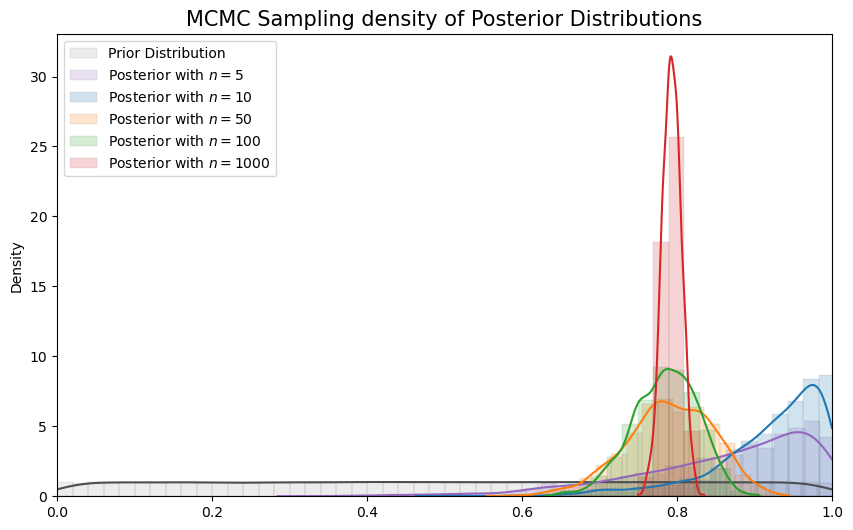 MCMC Sampling density of Posterior Distributions
Prior Distribution
Posterior with n = 5
Posterior with n = 10
Posterior with n = 50
Posterior with n = 100
Posterior with n = 1000
Density
30
25
20
15
10
5
0
0.0 0.2 0.4 0.6 0.8 1.0